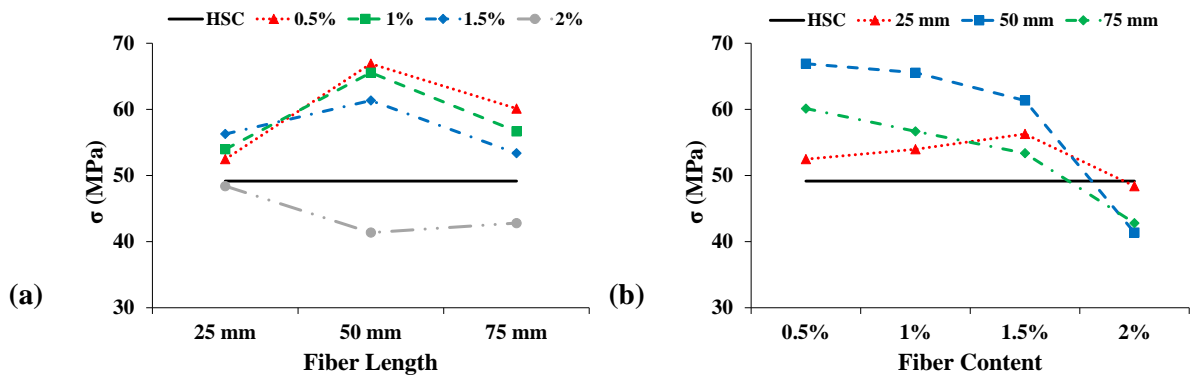 HSC 0.5% 1% 1.5% 2%
70
60
50
40
30
σ (MPa)
25 mm 50 mm 75 mm
Fiber Length
(a)
HSC 25 mm 50 mm 75 mm
70
60
50
40
30
σ (MPa)
0.5% 1% 1.5% 2%
Fiber Content
(b)